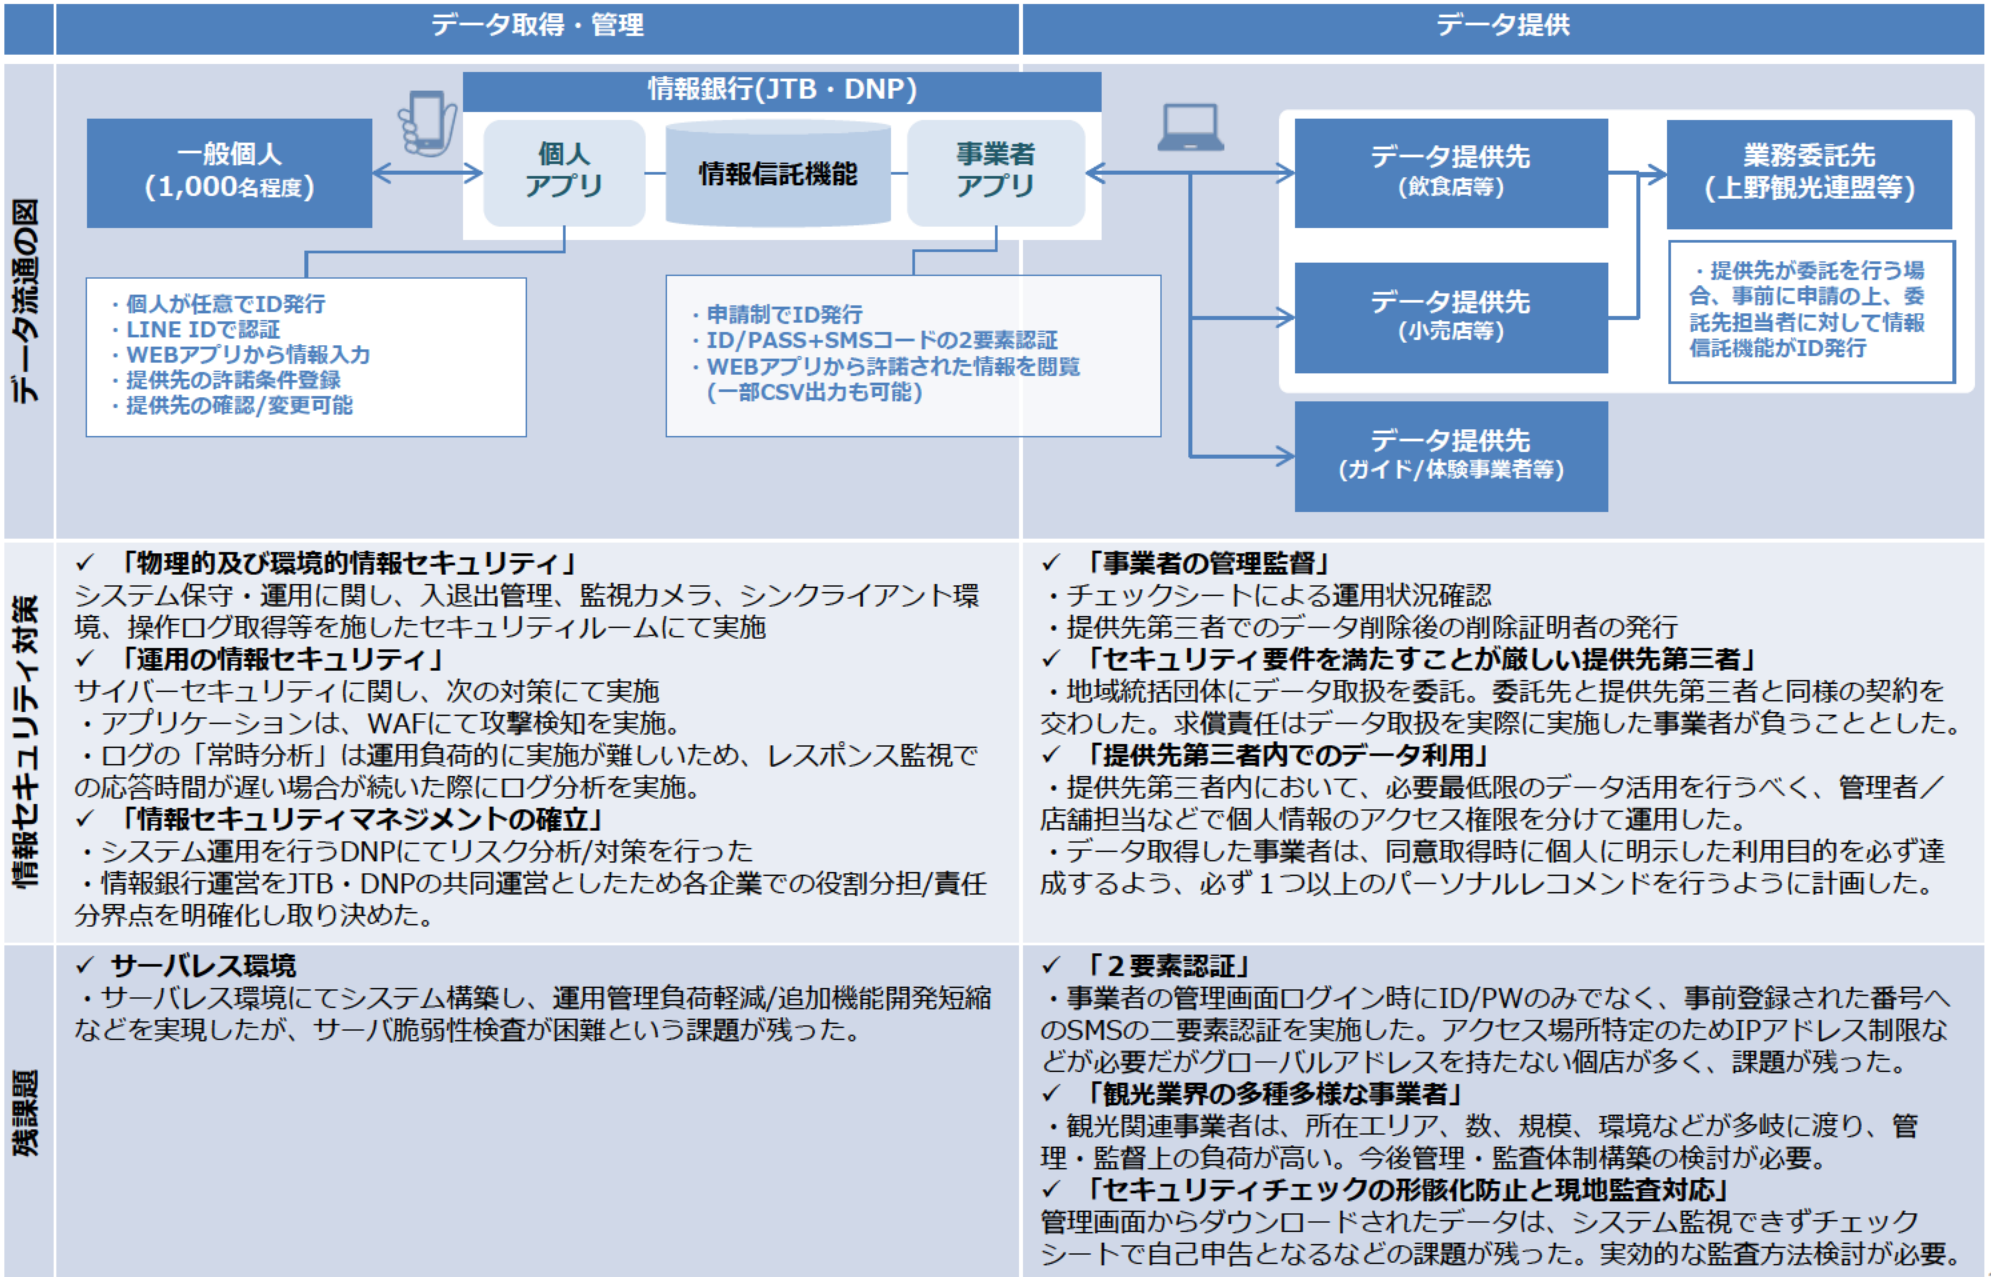 データ取得・管理
データ提供
データ流通の図
情報銀行(JTB・DNP)
一般個人
(1,000名程度)
個人
アプリ
情報信託機能
事業者
アプリ
データ提供先
(飲食店等)
業務委託先
(上野観光連盟等)
データ提供先
(小売店等)
・提供先が委託を行う場
合、事前に申請の上、委
託先担当者に対して情報
信託機能がID発行
データ提供先
(ガイド/体験事業者等)
・個人が任意でID発行
・LINE IDで認証
・WEBアプリから情報入力
・提供先の許諾条件登録
・提供先の確認/変更可能
・申請制でID発行
・ID/PASS+SMSコードの2要素認証
・WEBアプリから許諾された情報を閲覧
(一部CSV出力も可能)
情報セキュリティ対策
✓ 「物理的及び環境的情報セキュリティ」
システム保守・運用に関し、入退出管理、監視カメラ、シンクライアント環
境、操作ログ取得等を施したセキュリティルームにて実施
✓ 「運用の情報セキュリティ」
サイバーセキュリティに関し、次の対策にて実施
・アプリケーションは、WAFにて攻撃検知を実施。
・ログの「常時分析」は運用負荷的に実施が難しいため、レスポンス監視で
の応答時間が遅い場合が続いた際にログ分析を実施。
✓ 「情報セキュリティマネジメントの確立」
・システム運用を行うDNPにてリスク分析/対策を行った
・情報銀行運営をJTB・DNPの共同運営としたため各企業での役割分担/責任
分界点を明確化し取り決めた。
✓ 「事業者の管理監督」
・チェックシートによる運用状況確認
・提供先第三者でのデータ削除後の削除証明者の発行
✓ 「セキュリティ要件を満たすことが厳しい提供先第三者」
・地域統括団体にデータ取扱を委託。委託先と提供先第三者と同様の契約を
交わした。求償責任はデータ取扱を実際に実施した事業者が負うこととした。
✓ 「提供先第三者内でのデータ利用」
・提供先第三者内において、必要最低限のデータ活用を行うべく、管理者／
店舗担当などで個人情報のアクセス権限を分けて運用した。
・データ取得した事業者は、同意取得時に個人に明示した利用目的を必ず達
成するよう、必ず１つ以上のパーソナルレコメンドを行うように計画した。
残課題
✓ サーバレス環境
・サーバレス環境にてシステム構築し、運用管理負荷軽減/追加機能開発短縮
などを実現したが、サーバ脆弱性検査が困難という課題が残った。
✓ 「２要素認証」
・事業者の管理画面ログイン時にID/PWのみでなく、事前登録された番号へ
のSMSの二要素認証を実施した。アクセス場所特定のためIPアドレス制限な
どが必要だがグローバルアドレスを持たない個店が多く、課題が残った。
✓ 「観光業界の多種多様な事業者」
・観光関連事業者は、所在エリア、数、規模、環境などが多岐に渡り、管
理・監督上の負荷が高い。今後管理・監査体制構築の検討が必要。
✓ 「セキュリティチェックの形骸化防止と現地監査対応」
管理画面からダウンロードされたデータは、システム監視できずチェック
シートで自己申告となるなどの課題が残った。実効的な監査方法検討が必要。